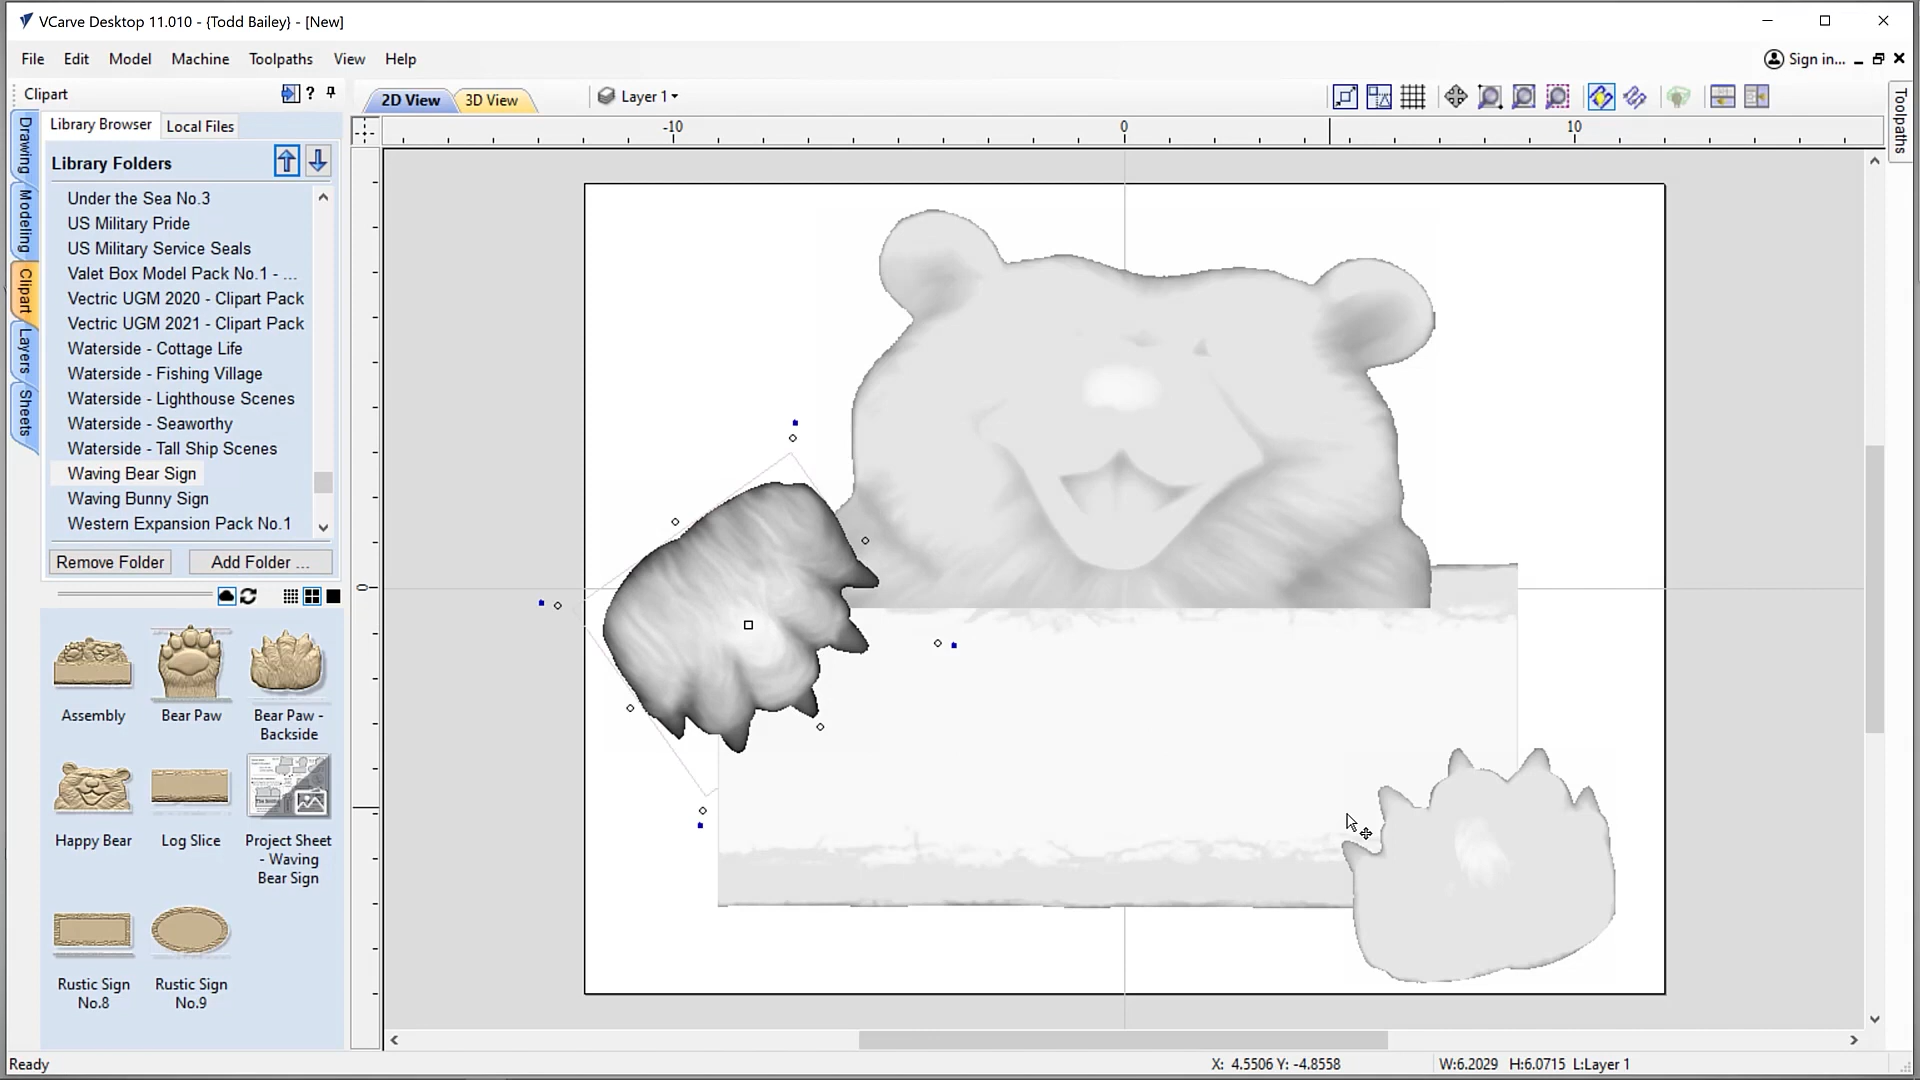 VCarve Desktop 11.010 - {Todd Bailey} - [New]
File Edit Model Machine Toolpaths View Help
Sign in...
Clipart
?
2D View
3D View
Layer 1
Library Browser
Local Files
Library Folders
Under the Sea No.3
US Military Pride
US Military Service Seals
Valet Box Model Pack No.1 - ...
Vectric UGM 2020 - Clipart Pack
Vectric UGM 2021 - Clipart Pack
Waterside - Cottage Life
Waterside - Fishing Village
Waterside - Lighthouse Scenes
Waterside - Seaworthy
Waterside - Tall Ship Scenes
Waving Bear Sign
Waving Bunny Sign
Western Expansion Pack No.1
Remove Folder
Add Folder ...
Drawing
Modeling
Clipart
Layers
Sheets
Assembly
Bear Paw
Bear Paw -
Backside
Happy Bear
Log Slice
Project Sheet
- Waving
Bear Sign
Rustic Sign
No.8
Rustic Sign
No.9
-10
0
10
0
Toolpaths
Ready
X: 4.5506 Y: -4.8558
W:6.2029 H:6.0715 L:Layer 1